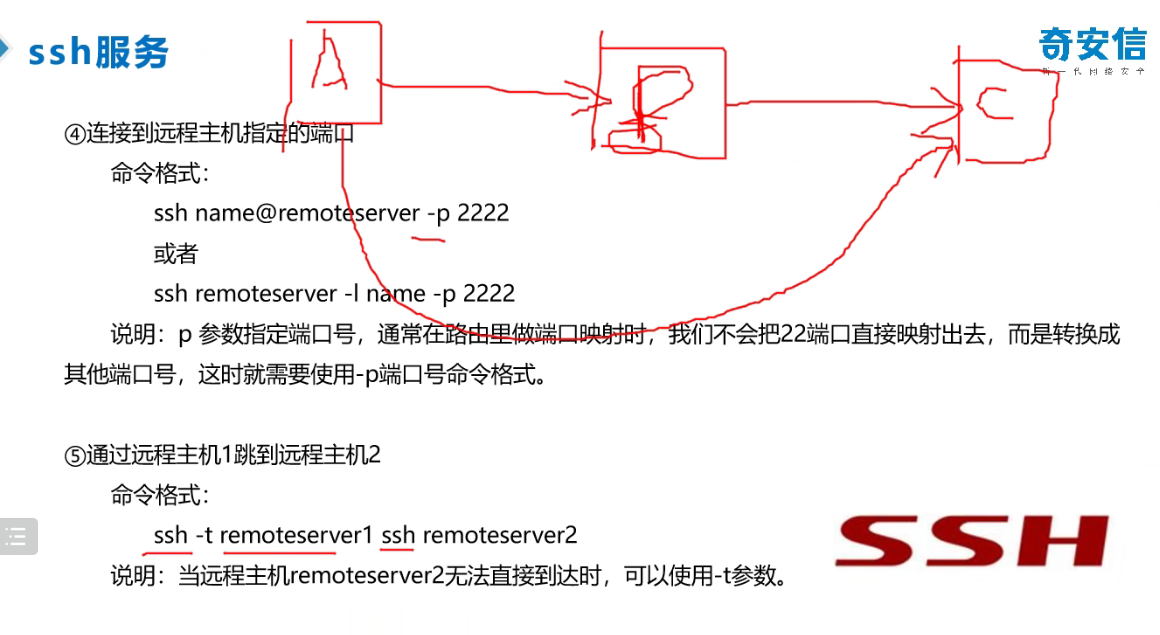 ssh服务
奇安信
新一代网络安全
A
B
C
④连接到远程主机指定的端口
命令格式：
ssh name@remoteserver -p 2222
或者
ssh remoteserver -l name -p 2222
说明：p 参数指定端口号，通常在路由里做端口映射时，我们不会把22端口直接映射出去，而是转换成
其他端口号，这时就需要使用-p端口号命令格式。
⑤通过远程主机1跳到远程主机2
命令格式：
ssh -t remoteserver1 ssh remoteserver2
说明：当远程主机remoteserver2无法直接到达时，可以使用-t参数。
SSH